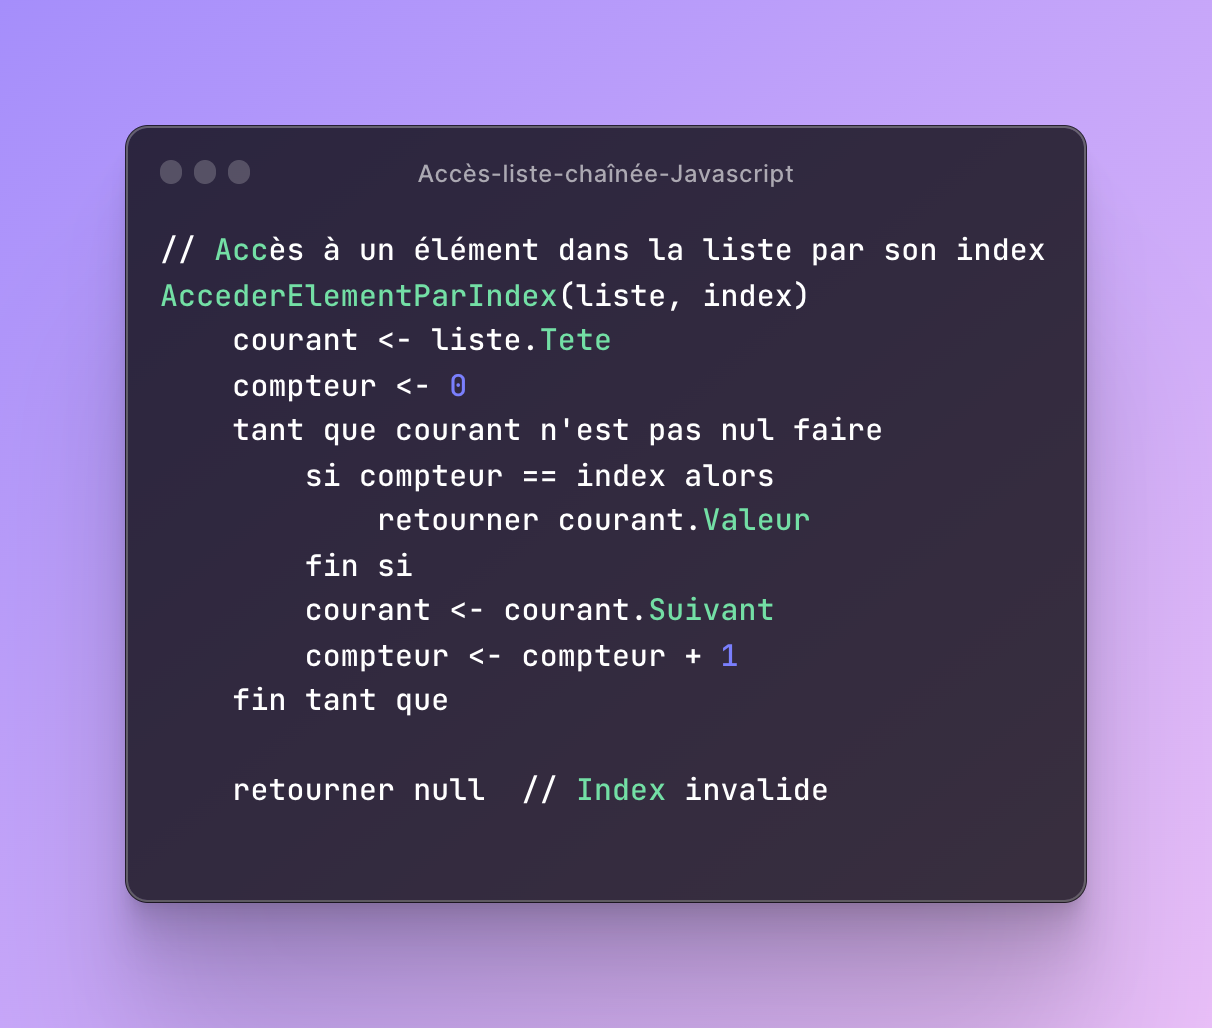 Accès-liste-chaînée-Javascript
// Accès à un élément dans la liste par son index
AccederElementParIndex(liste, index)
    courant <- liste.Tete
    compteur <- 0
    tant que courant n'est pas nul faire
        si compteur == index alors
            retourner courant.Valeur
        fin si
        courant <- courant.Suivant
        compteur <- compteur + 1
    fin tant que
    retourner null  // Index invalide